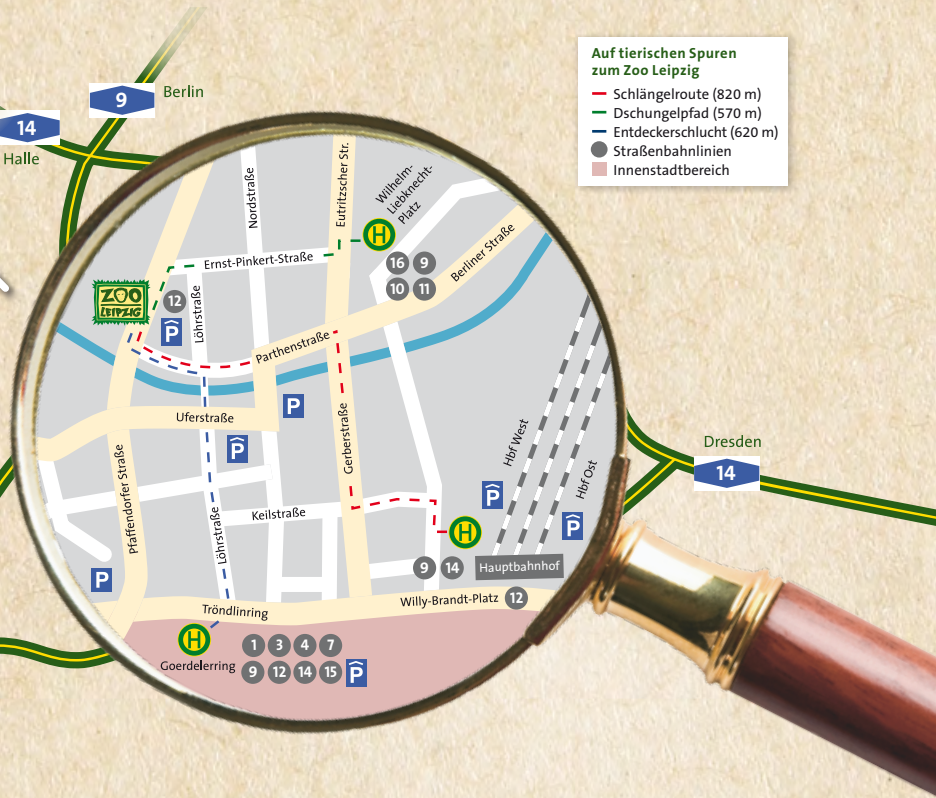 Auf tierischen Spuren
zum Zoo Leipzig
Schlängelroute (820 m)
Dschungelpfad (570 m)
Entdeckerschlucht (620 m)
Straßenbahnlinien
Innenstadtbereich
9
Berlin
14
Halle
Nordstraße
Eutritzscher Str.
Wilhelm-
Liebknecht-
Platz
H
Ernst-Pinkert-Straße
16 9
10 11
Berliner Straße
ZOO
LEIPZIG
12
P
Löhrstraße
Parthenstraße
P
Uferstraße
P
Gerberstraße
Pfaffendorfer Straße
Hbf West
Hbf Ost
Dresden
14
P
P
Löhrstraße
Keilstraße
H
P
9 14
Hauptbahnhof
Willy-Brandt-Platz
12
Tröndlinring
H
Goerdelerring
1 3 4 7
9 12 14 15 P